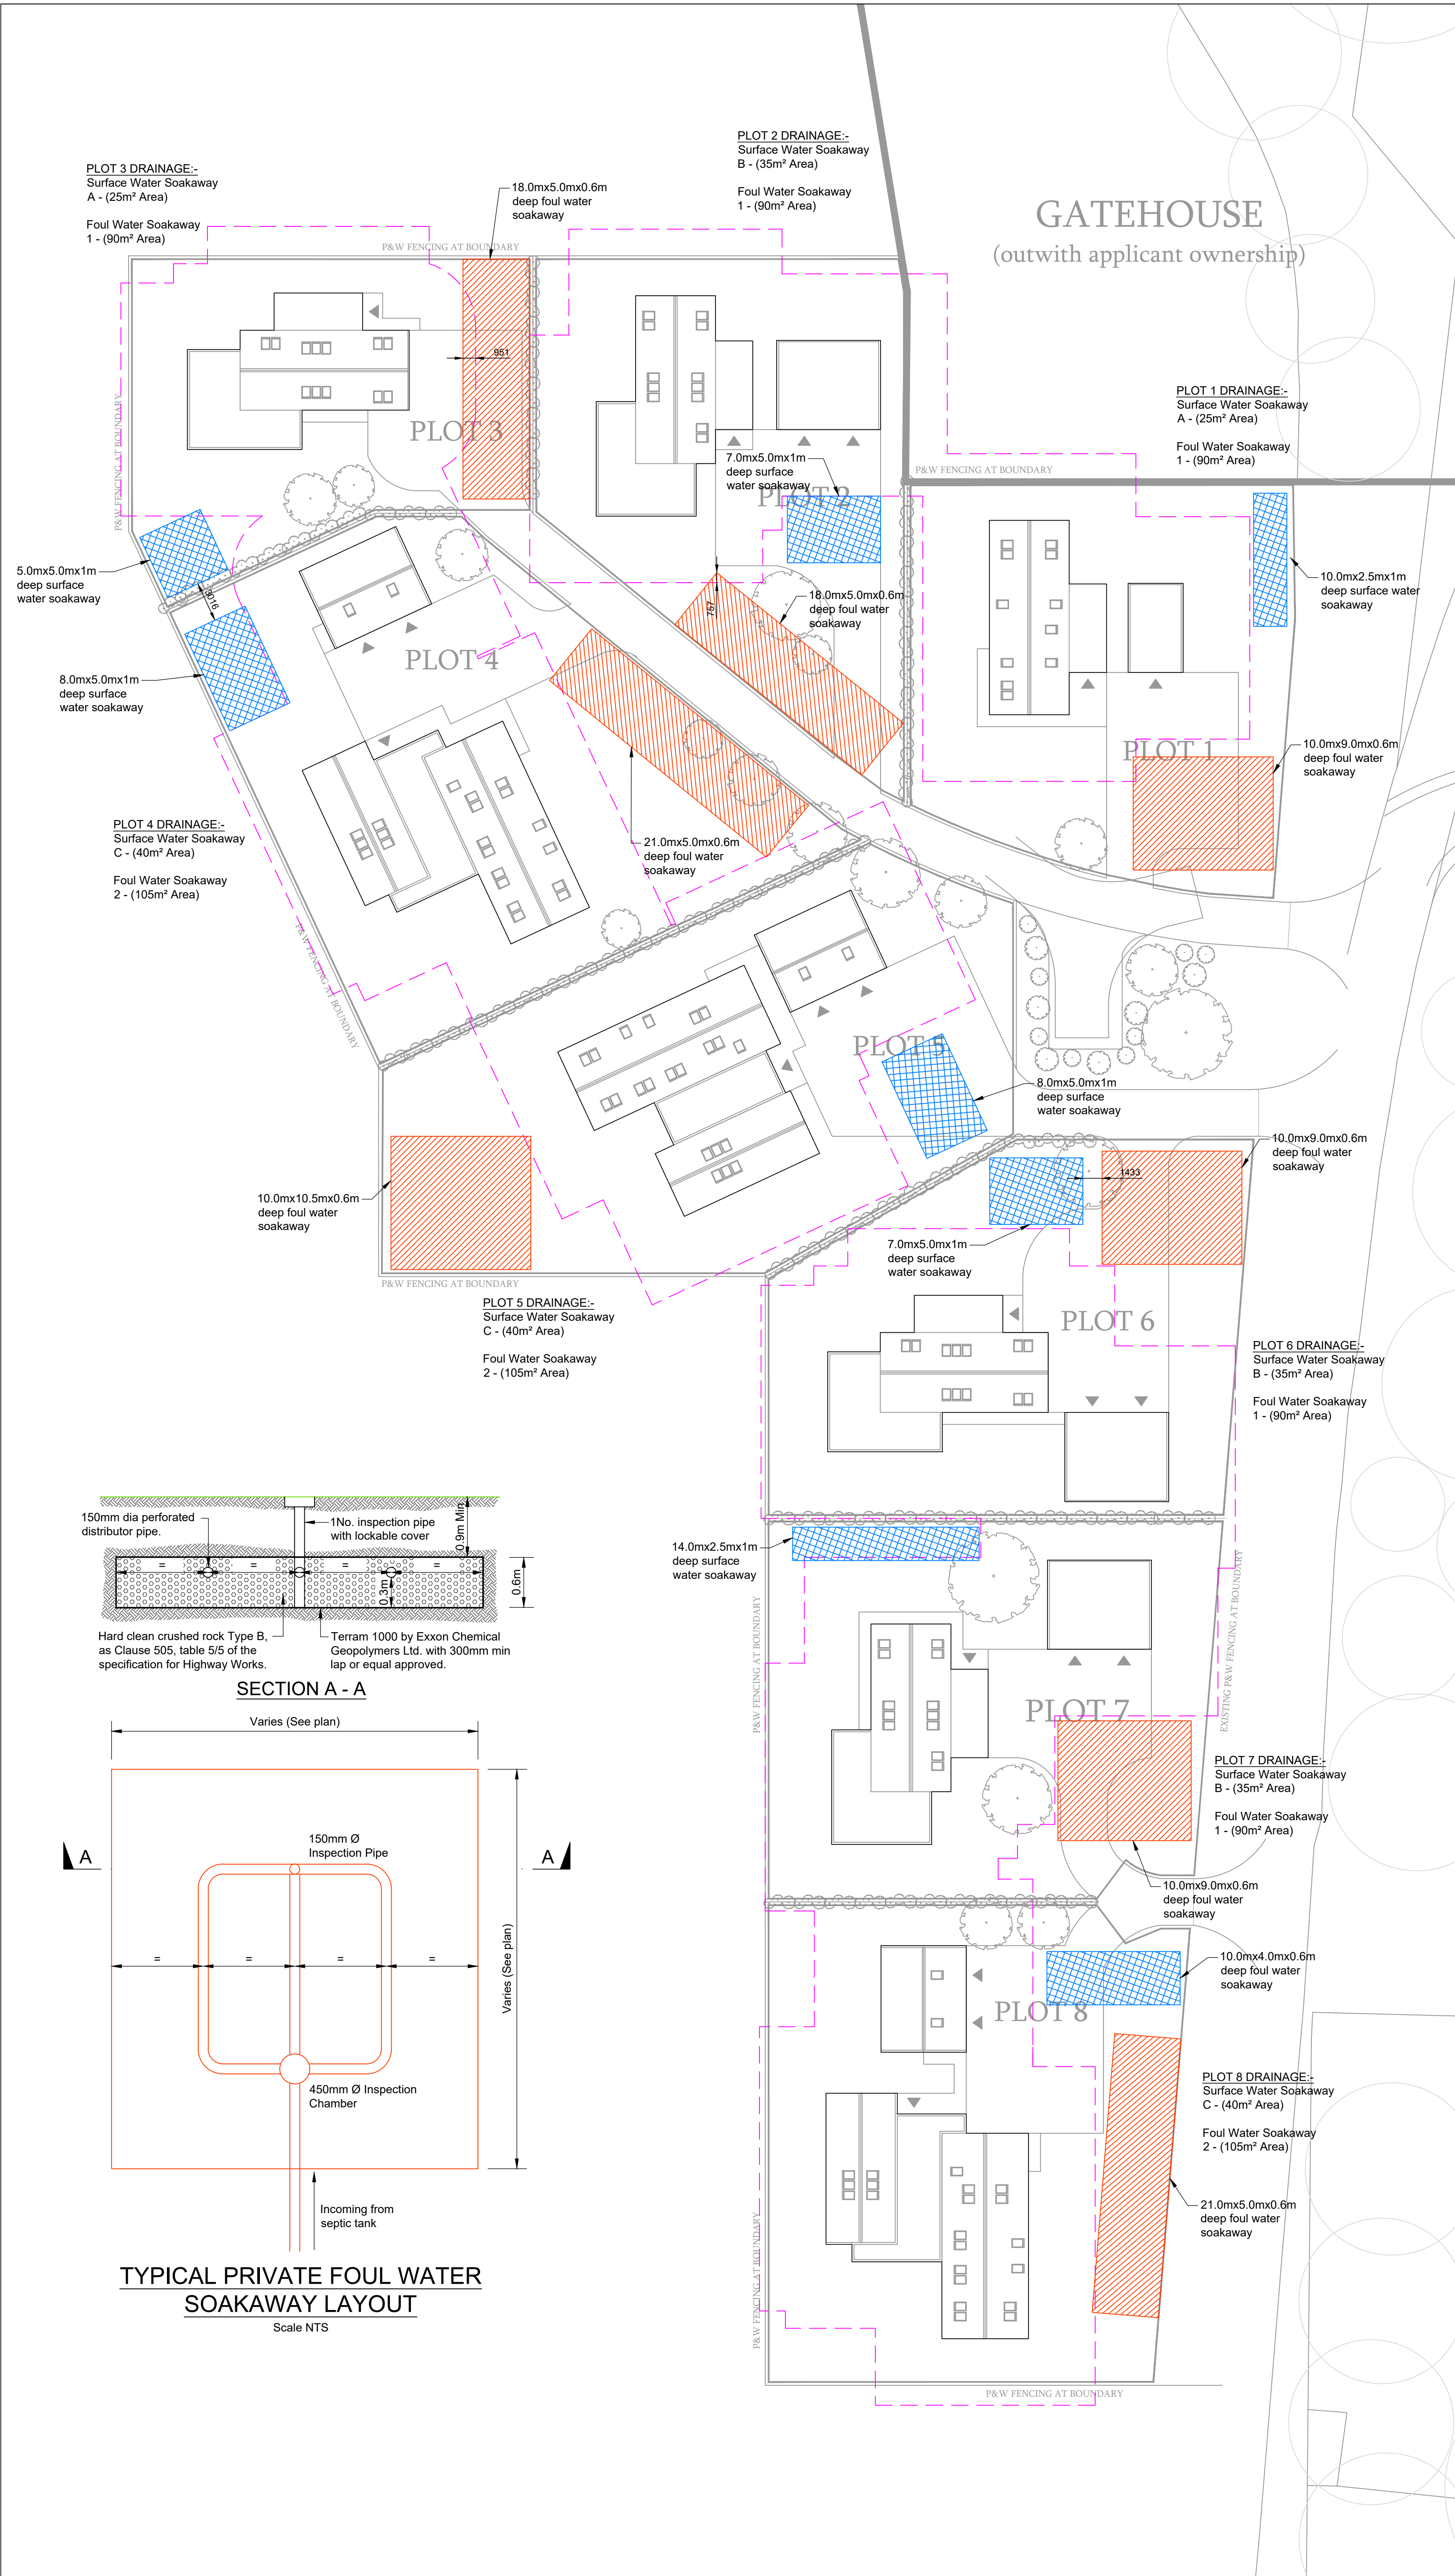 PLOT 2 DRAINAGE:-
Surface Water Soakaway
B - (35m² Area)
Foul Water Soakaway
1 - (90m² Area)
PLOT 3 DRAINAGE:-
Surface Water Soakaway
A - (25m² Area)
Foul Water Soakaway
1 - (90m² Area)
18.0mx5.0mx0.6m
deep foul water
soakaway
GATEHOUSE
(outwith applicant ownership)
P&W FENCING AT BOUNDARY
951
PLOT 1 DRAINAGE:-
Surface Water Soakaway
A - (25m² Area)
Foul Water Soakaway
1 - (90m² Area)
P&W FENCING AT BOUNDARY
PLOT 3
7.0mx5.0mx1m
deep surface
water soakaway
PLOT 2
P&W FENCING AT BOUNDARY
5.0mx5.0mx1m
deep surface
water soakaway
3016
757
18.0mx5.0mx0.6m
deep foul water
soakaway
10.0mx2.5mx1m
deep surface water
soakaway
PLOT 4
8.0mx5.0mx1m
deep surface
water soakaway
PLOT 1
10.0mx9.0mx0.6m
deep foul water
soakaway
PLOT 4 DRAINAGE:-
Surface Water Soakaway
C - (40m² Area)
Foul Water Soakaway
2 - (105m² Area)
21.0mx5.0mx0.6m
deep foul water
soakaway
P&W FENCING AT BOUNDARY
PLOT 5
8.0mx5.0mx1m
deep surface
water soakaway
10.0mx9.0mx0.6m
deep foul water
soakaway
1433
10.0mx10.5mx0.6m
deep foul water
soakaway
7.0mx5.0mx1m
deep surface
water soakaway
P&W FENCING AT BOUNDARY
PLOT 5 DRAINAGE:-
Surface Water Soakaway
C - (40m² Area)
Foul Water Soakaway
2 - (105m² Area)
PLOT 6
PLOT 6 DRAINAGE:-
Surface Water Soakaway
B - (35m² Area)
Foul Water Soakaway
1 - (90m² Area)
150mm dia perforated
distributor pipe.
1No. inspection pipe
with lockable cover
0.9m Min
= = = =
0.3m
0.6m
Hard clean crushed rock Type B,
as Clause 505, table 5/5 of the
specification for Highway Works.
Terram 1000 by Exxon Chemical
Geopolymers Ltd. with 300mm min
lap or equal approved.
SECTION A - A
14.0mx2.5mx1m
deep surface
water soakaway
P&W FENCING AT BOUNDARY
EXISTING P&W FENCING AT BOUNDARY
PLOT 7
PLOT 7 DRAINAGE:-
Surface Water Soakaway
B - (35m² Area)
Foul Water Soakaway
1 - (90m² Area)
10.0mx9.0mx0.6m
deep foul water
soakaway
Varies (See plan)
150mm Ø
Inspection Pipe
A A
= = = =
Varies (See plan)
450mm Ø Inspection
Chamber
Incoming from
septic tank
TYPICAL PRIVATE FOUL WATER
SOAKAWAY LAYOUT
Scale NTS
10.0mx4.0mx0.6m
deep foul water
soakaway
PLOT 8
PLOT 8 DRAINAGE:-
Surface Water Soakaway
C - (40m² Area)
Foul Water Soakaway
2 - (105m² Area)
21.0mx5.0mx0.6m
deep foul water
soakaway
P&W FENCING AT BOUNDARY
P&W FENCING AT BOUNDARY